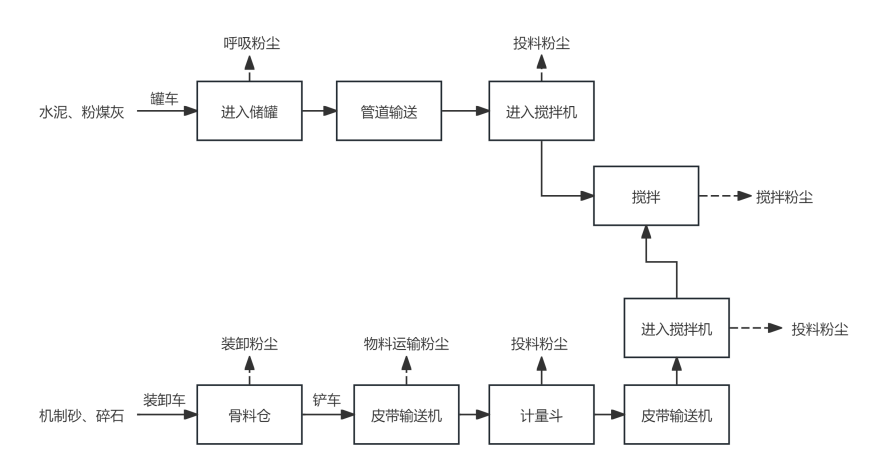 呼吸粉尘
投料粉尘
水泥、粉煤灰
罐车
进入储罐
管道输送
进入搅拌机
搅拌
搅拌粉尘
进入搅拌机
投料粉尘
装卸粉尘
物料运输粉尘
投料粉尘
机制砂、碎石
装卸车
骨料仓
铲车
皮带输送机
计量斗
皮带输送机